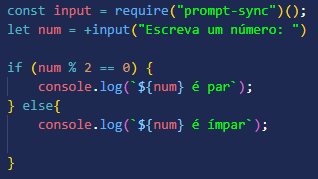 const input = require("prompt-sync")();
let num = +input("Escreva um número: ")
if (num % 2 == 0) {
console.log(`${num} é par`);
} else{
console.log(`${num} é ímpar`);
}